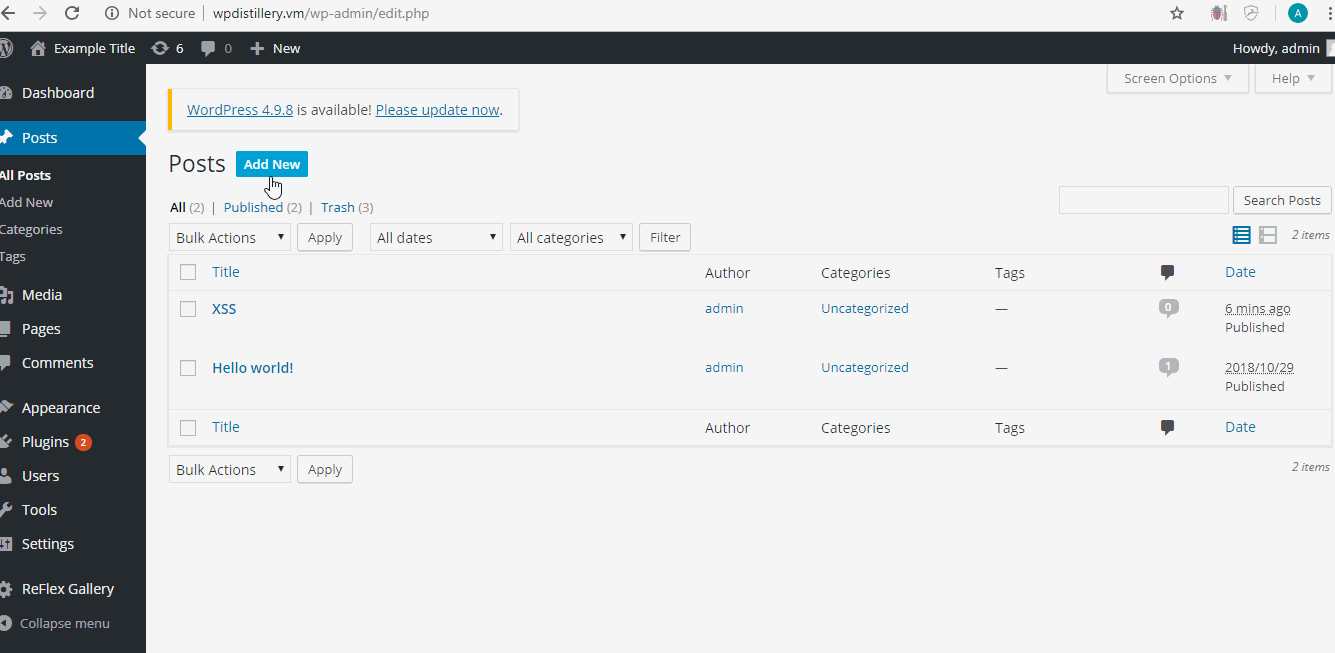 Not secure | wpdistillery.vm/wp-admin/edit.php A
Example Title 6 0 New Howdy, admin
Screen Options Help
Dashboard
Posts
All Posts
Add New
Categories
Tags
Media
Pages
Comments
Appearance
Plugins 2
Users
Tools
Settings
ReFlex Gallery
Collapse menu
WordPress 4.9.8 is available! Please update now.
Posts Add New
All (2) | Published (2) | Trash (3) Search Posts
Bulk Actions Apply All dates All categories Filter 2 items
Title Author Categories Tags Date
XSS admin Uncategorized — 0 6 mins ago
Published
Hello world! admin Uncategorized — 1 2018/10/29
Published
Title Author Categories Tags Date
Bulk Actions Apply 2 items